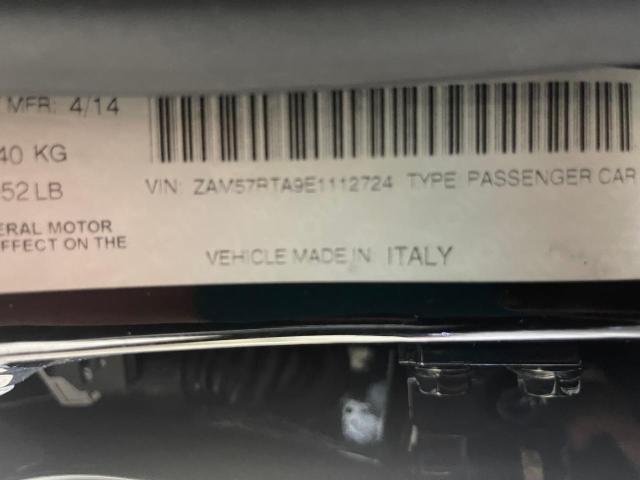 MFR: 4/14
40 KG
52 LB
VIN: ZAM57RTA9E1112724 TYPE: PASSENGER CAR
ERAL MOTOR
EFFECT ON THE
VEHICLE MADE IN ITALY